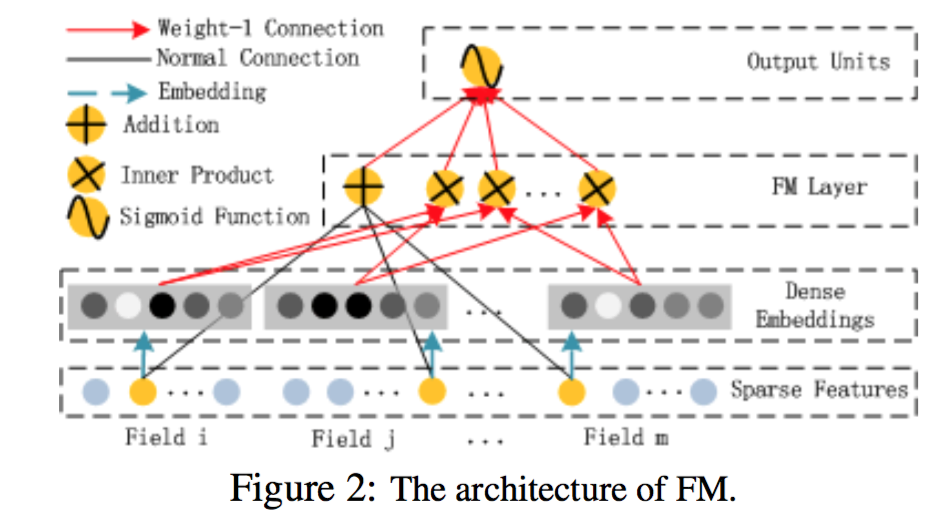 Weight-1 Connection
Normal Connection
Embedding
Addition
Inner Product
Sigmoid Function
Output Units
...
FM Layer
...
Dense
Embeddings
... ... ... ... Sparse Features
Field i Field j ... Field m
Figure 2: The architecture of FM.